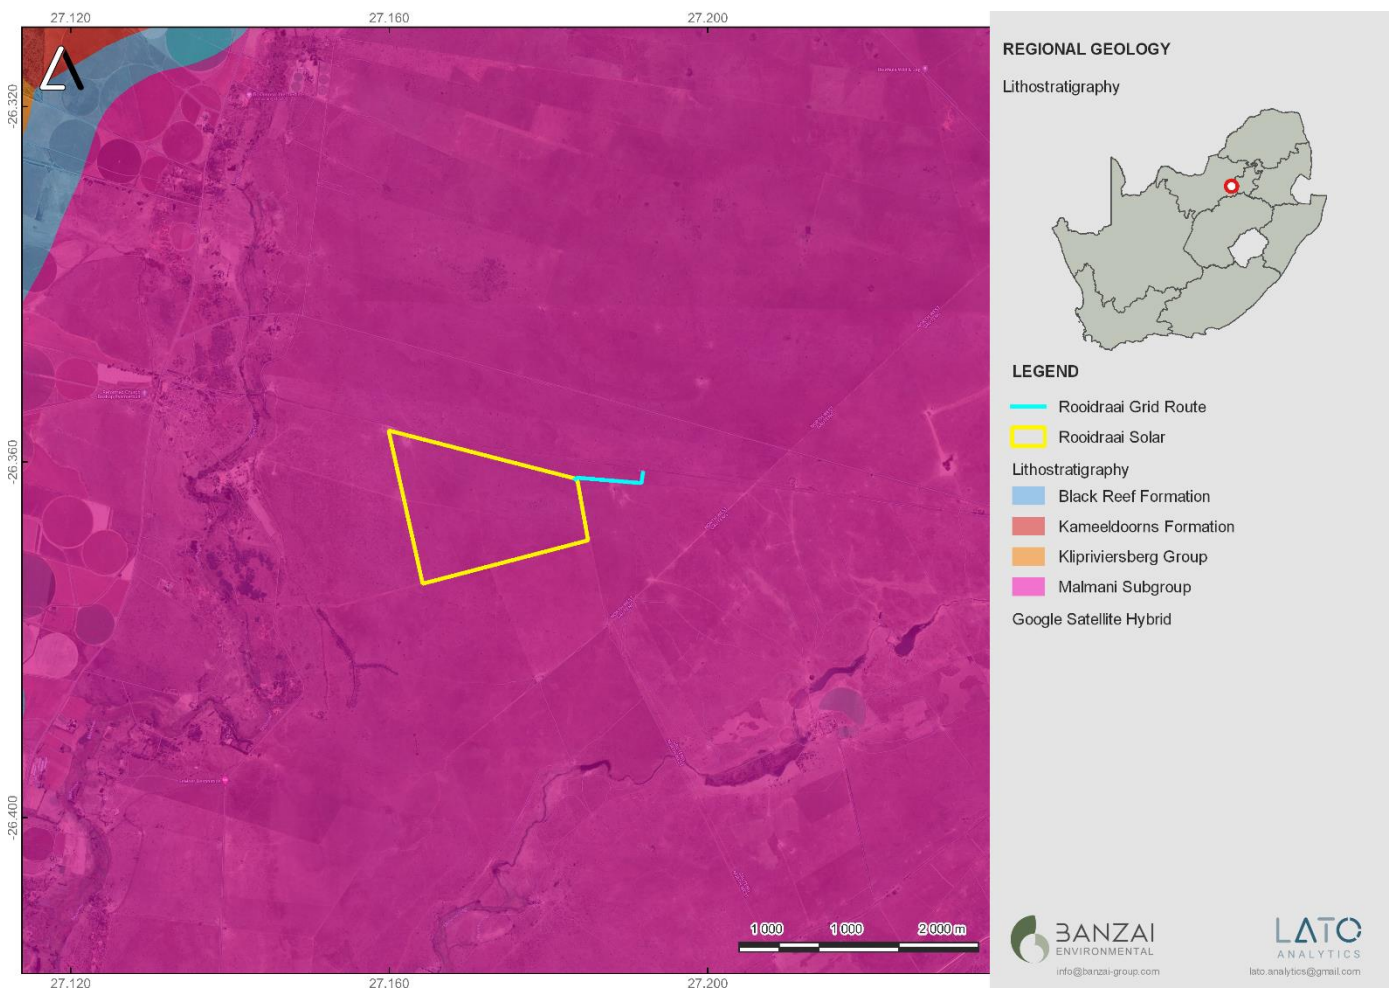 27.120
27.160
27.200
-26.320
-26.360
-26.400
1 000
1 000
2 000 m
27.120
27.160
27.200
REGIONAL GEOLOGY
Lithostratigraphy
LEGEND
Rooidraai Grid Route
Rooidraai Solar
Lithostratigraphy
Black Reef Formation
Kameeldoorns Formation
Klipriviersberg Group
Malmani Subgroup
Google Satellite Hybrid
BANZAI
ENVIRONMENTAL
info@banzai-group.com
LATO
ANALYTICS
lato.analytics@gmail.com